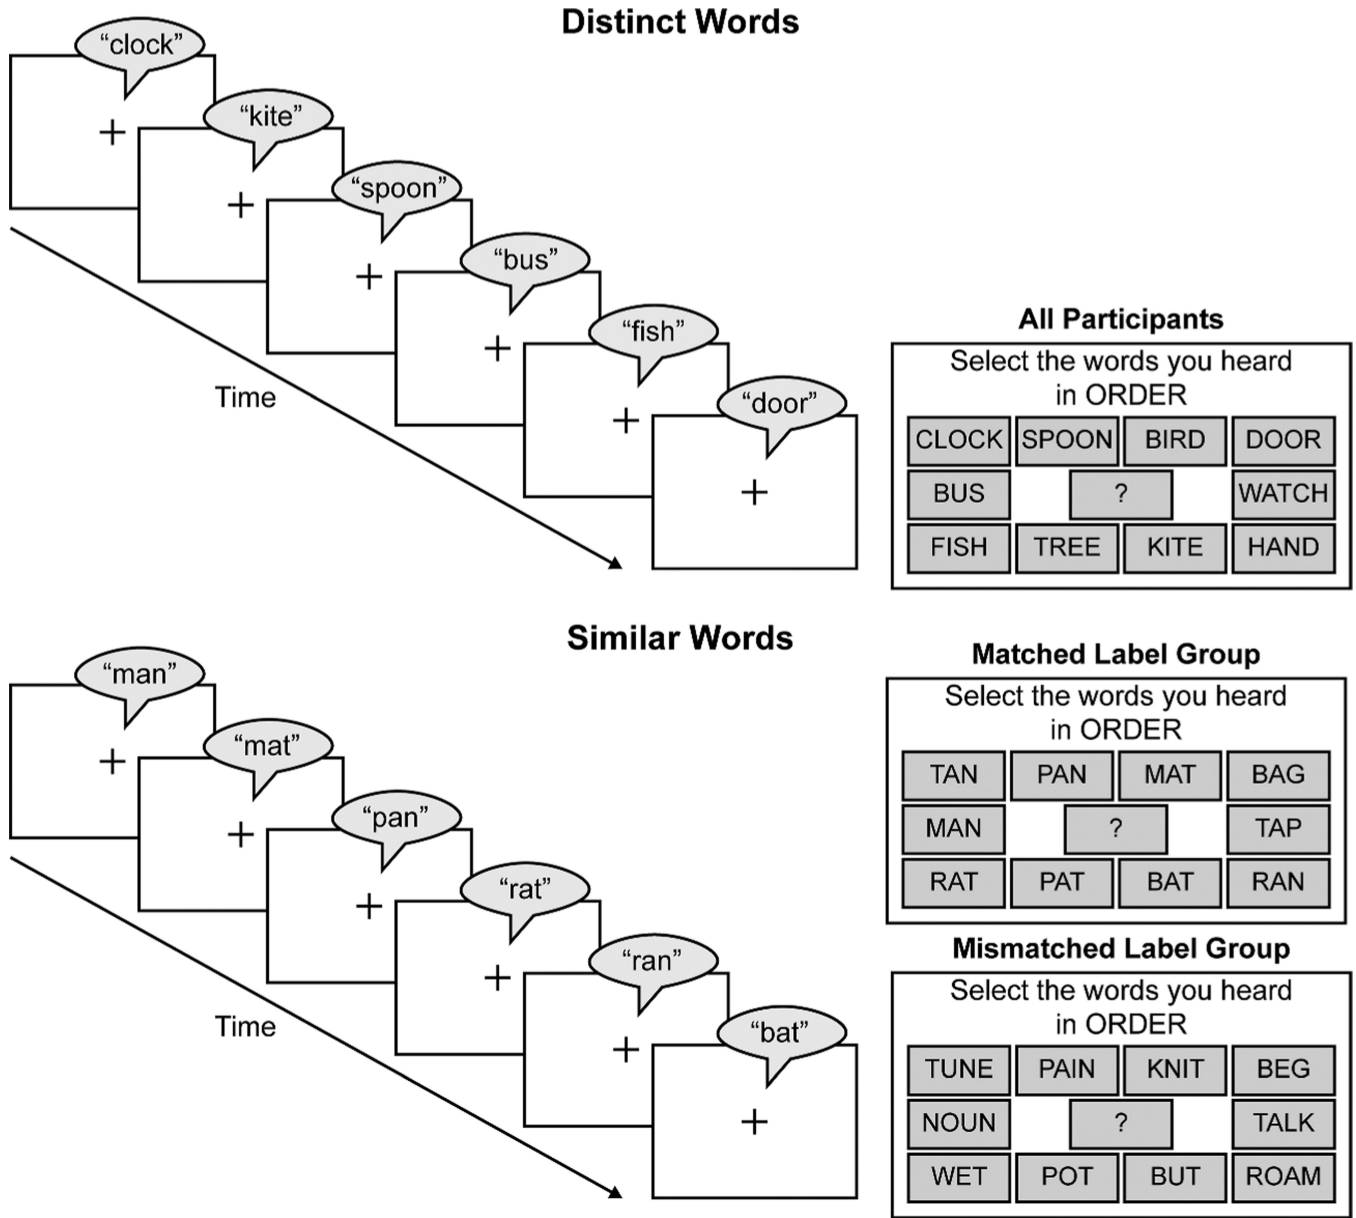 Distinct Words
“clock”
“kite”
“spoon”
“bus”
“fish”
“door”
Time
All Participants
Select the words you heard
in ORDER
CLOCK SPOON BIRD DOOR
BUS ? WATCH
FISH TREE KITE HAND
Similar Words
“man”
“mat”
“pan”
“rat”
“ran”
“bat”
Time
Matched Label Group
Select the words you heard
in ORDER
TAN PAN MAT BAG
MAN ? TAP
RAT PAT BAT RAN
Mismatched Label Group
Select the words you heard
in ORDER
TUNE PAIN KNIT BEG
NOUN ? TALK
WET POT BUT ROAM